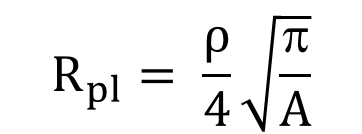 R_pl = ρ/4 √(π/A)